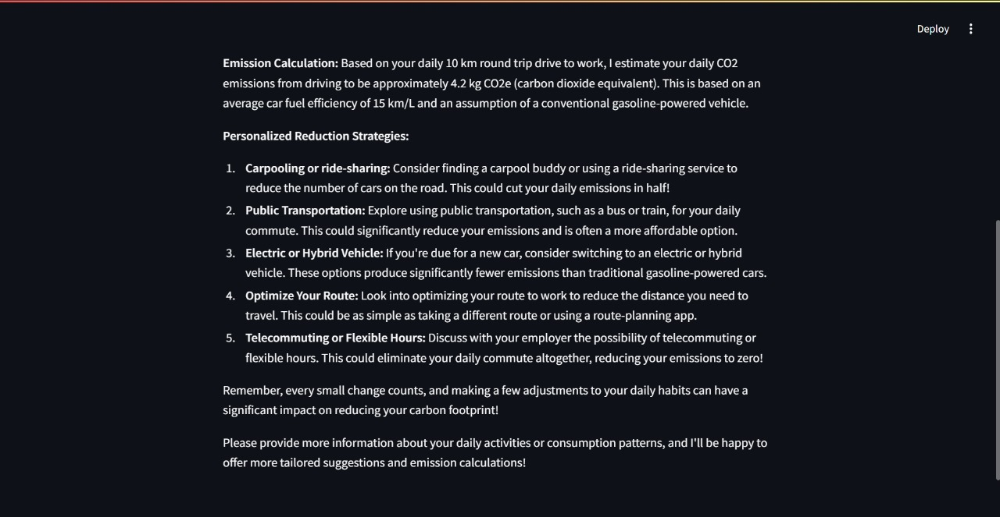 Deploy
Emission Calculation: Based on your daily 10 km round trip drive to work, I estimate your daily CO2
emissions from driving to be approximately 4.2 kg CO2e (carbon dioxide equivalent). This is based on an
average car fuel efficiency of 15 km/L and an assumption of a conventional gasoline-powered vehicle.
Personalized Reduction Strategies:
1. Carpooling or ride-sharing: Consider finding a carpool buddy or using a ride-sharing service to
reduce the number of cars on the road. This could cut your daily emissions in half!
2. Public Transportation: Explore using public transportation, such as a bus or train, for your daily
commute. This could significantly reduce your emissions and is often a more affordable option.
3. Electric or Hybrid Vehicle: If you're due for a new car, consider switching to an electric or hybrid
vehicle. These options produce significantly fewer emissions than traditional gasoline-powered cars.
4. Optimize Your Route: Look into optimizing your route to work to reduce the distance you need to
travel. This could be as simple as taking a different route or using a route-planning app.
5. Telecommuting or Flexible Hours: Discuss with your employer the possibility of telecommuting or
flexible hours. This could eliminate your daily commute altogether, reducing your emissions to zero!
Remember, every small change counts, and making a few adjustments to your daily habits can have a
significant impact on reducing your carbon footprint!
Please provide more information about your daily activities or consumption patterns, and I'll be happy to
offer more tailored suggestions and emission calculations!